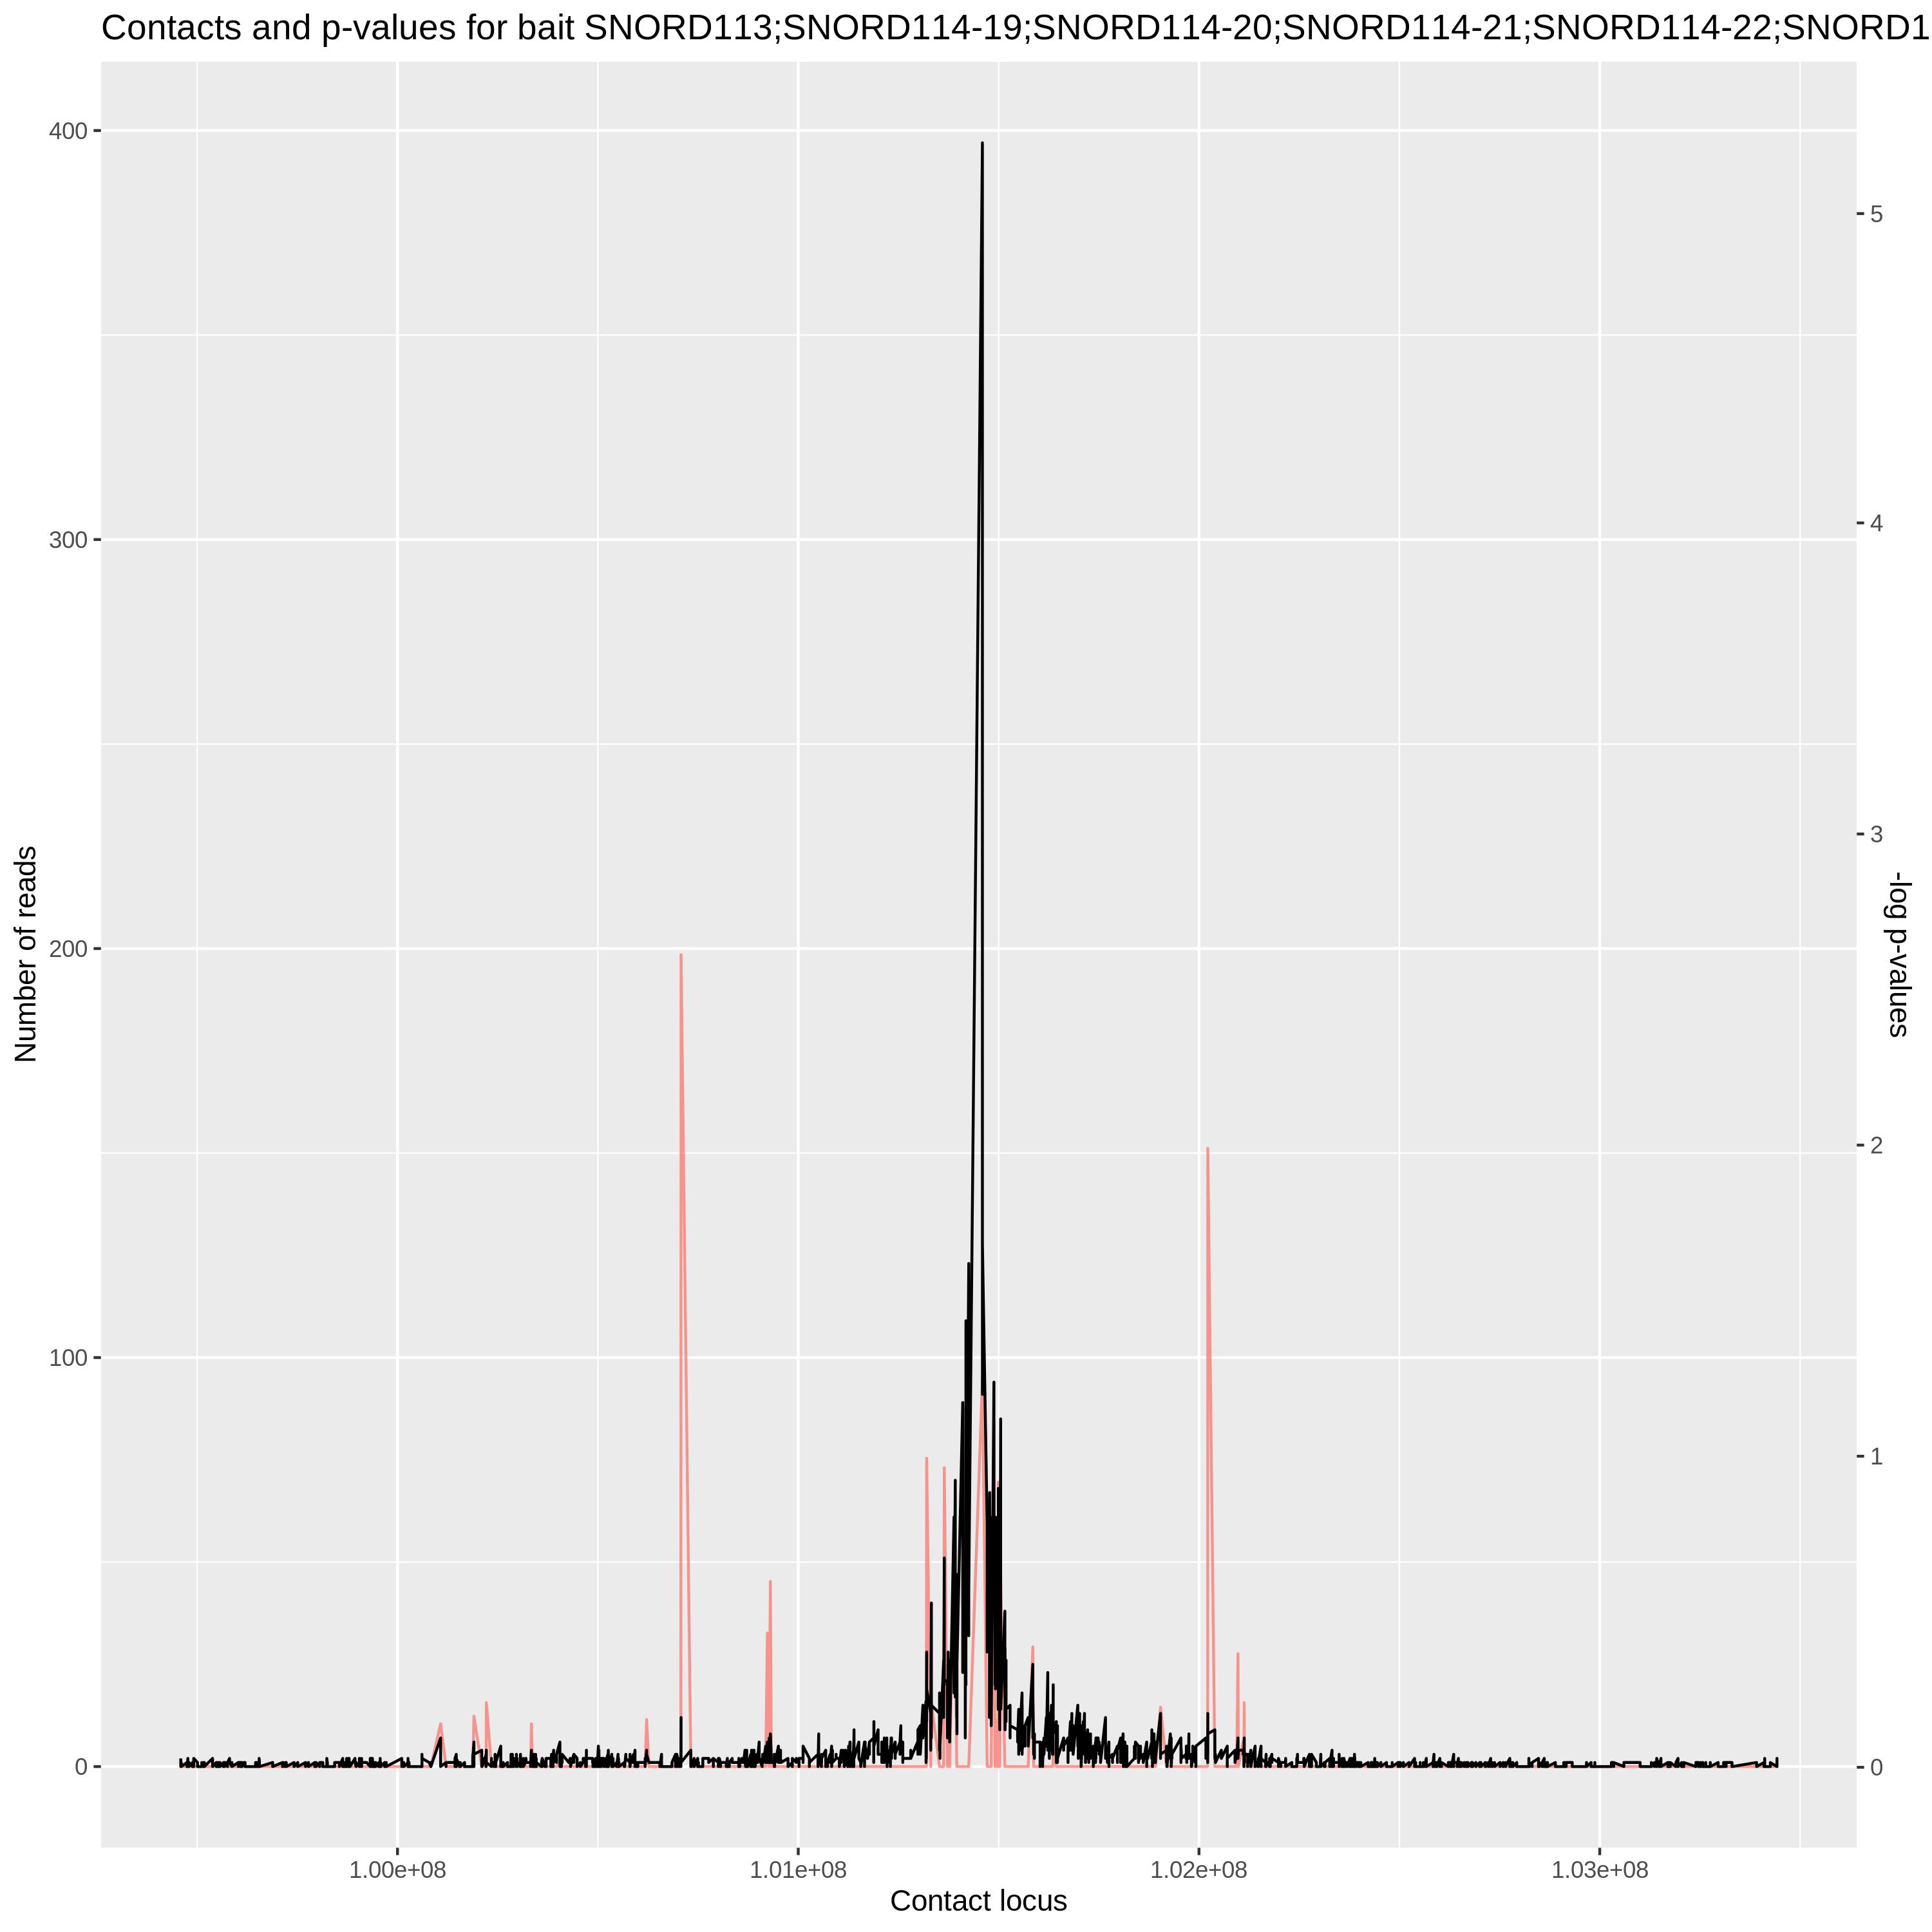 Contacts and p-values for bait SNORD113;SNORD114-19;SNORD114-20;SNORD114-21;SNORD114-22;SNORD1
400
300
200
100
0
Number of reads
5
4
3
2
1
0
-log p-values
1.00e+08
1.01e+08
1.02e+08
1.03e+08
Contact locus